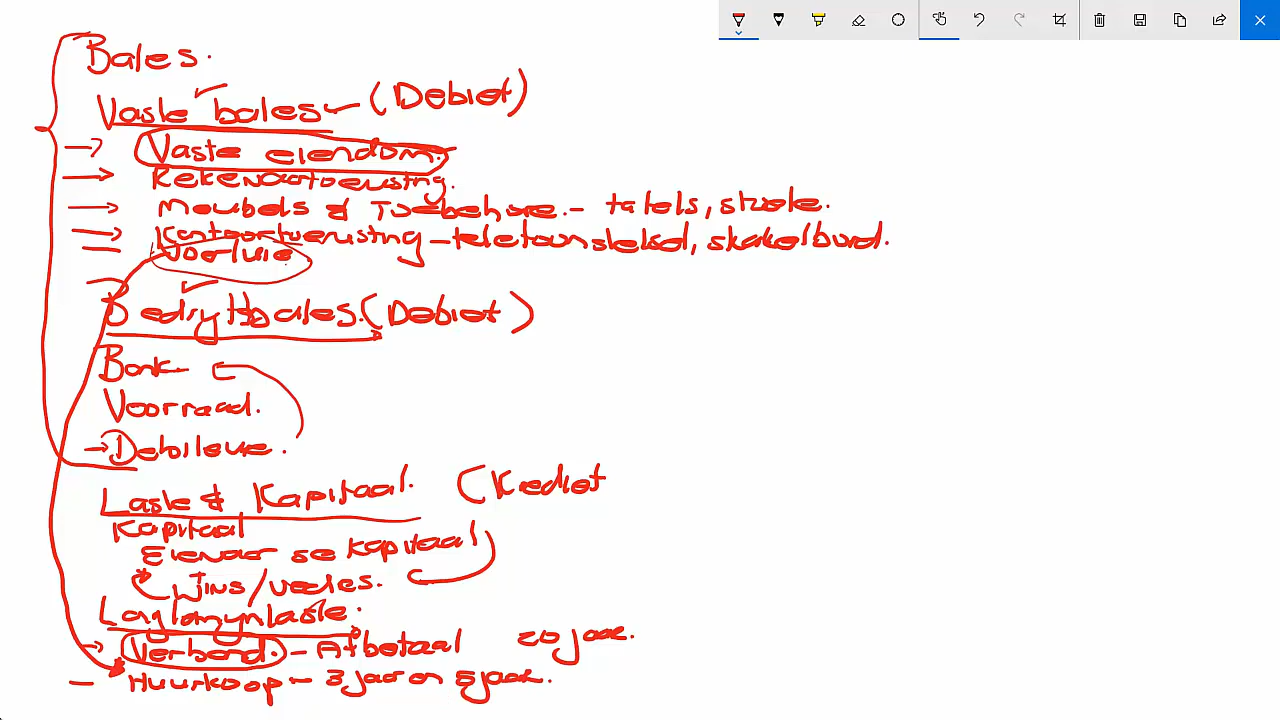 Bates.
Vaste bates (Debiet)
Vaste eiendom.
Rekenaartoerusting.
Meubels & Toebehore. - tafels, stoele.
Kantoortoerusting - telefoonstelsel, skakelbord.
Voertuie
Bedryfsbates. (Debiet)
Bank
Voorraad.
Debiteure.
Laste & Kapitaal. (Krediet
Kapitaal
Eienaar se kapitaal
Wins/verlies.
Langtermynlaste.
Verband. - Afbetaal 20 jaar.
Huurkoop - 3 jaar en 5 jaar.